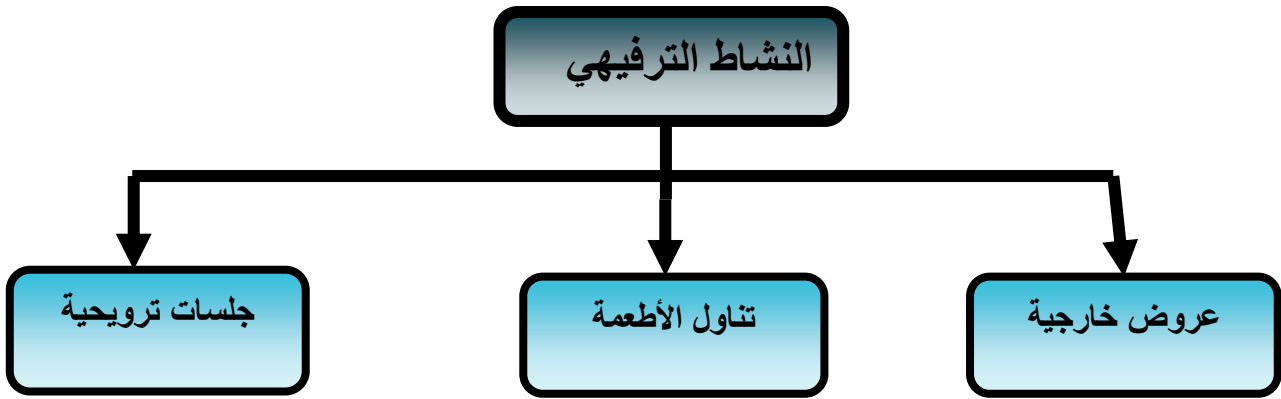 النشاط الترفيهي
عروض خارجية
تناول الأطعمة
جلسات ترويحية